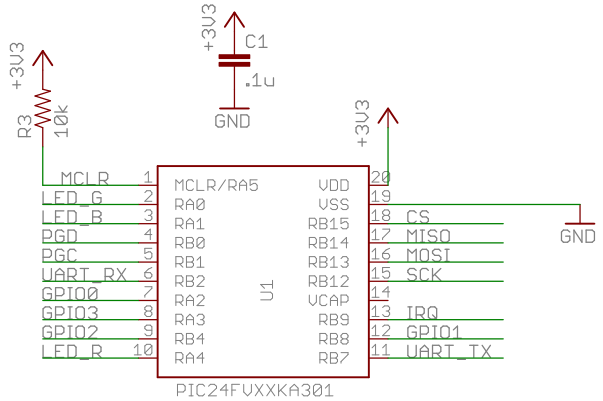 +3V3
C1
.1u
GND
+3V3
R3
10k
+3V3
MCLR 1 MCLR/RA5 VDD 20
LED_G 2 RA0 VSS 19
LED_B 3 RA1 RB15 18 CS
PGD 4 RB0 RB14 17 MISO
PGC 5 RB1 RB13 16 MOSI
UART_RX 6 RB2 RB12 15 SCK
GPIO0 7 RA2 VCAP 14
GPIO3 8 RA3 RB9 13 IRQ
GPIO2 9 RB4 RB8 12 GPIO1
LED_R 10 RA4 RB7 11 UART_TX
U1
GND
PIC24FVXXKA301